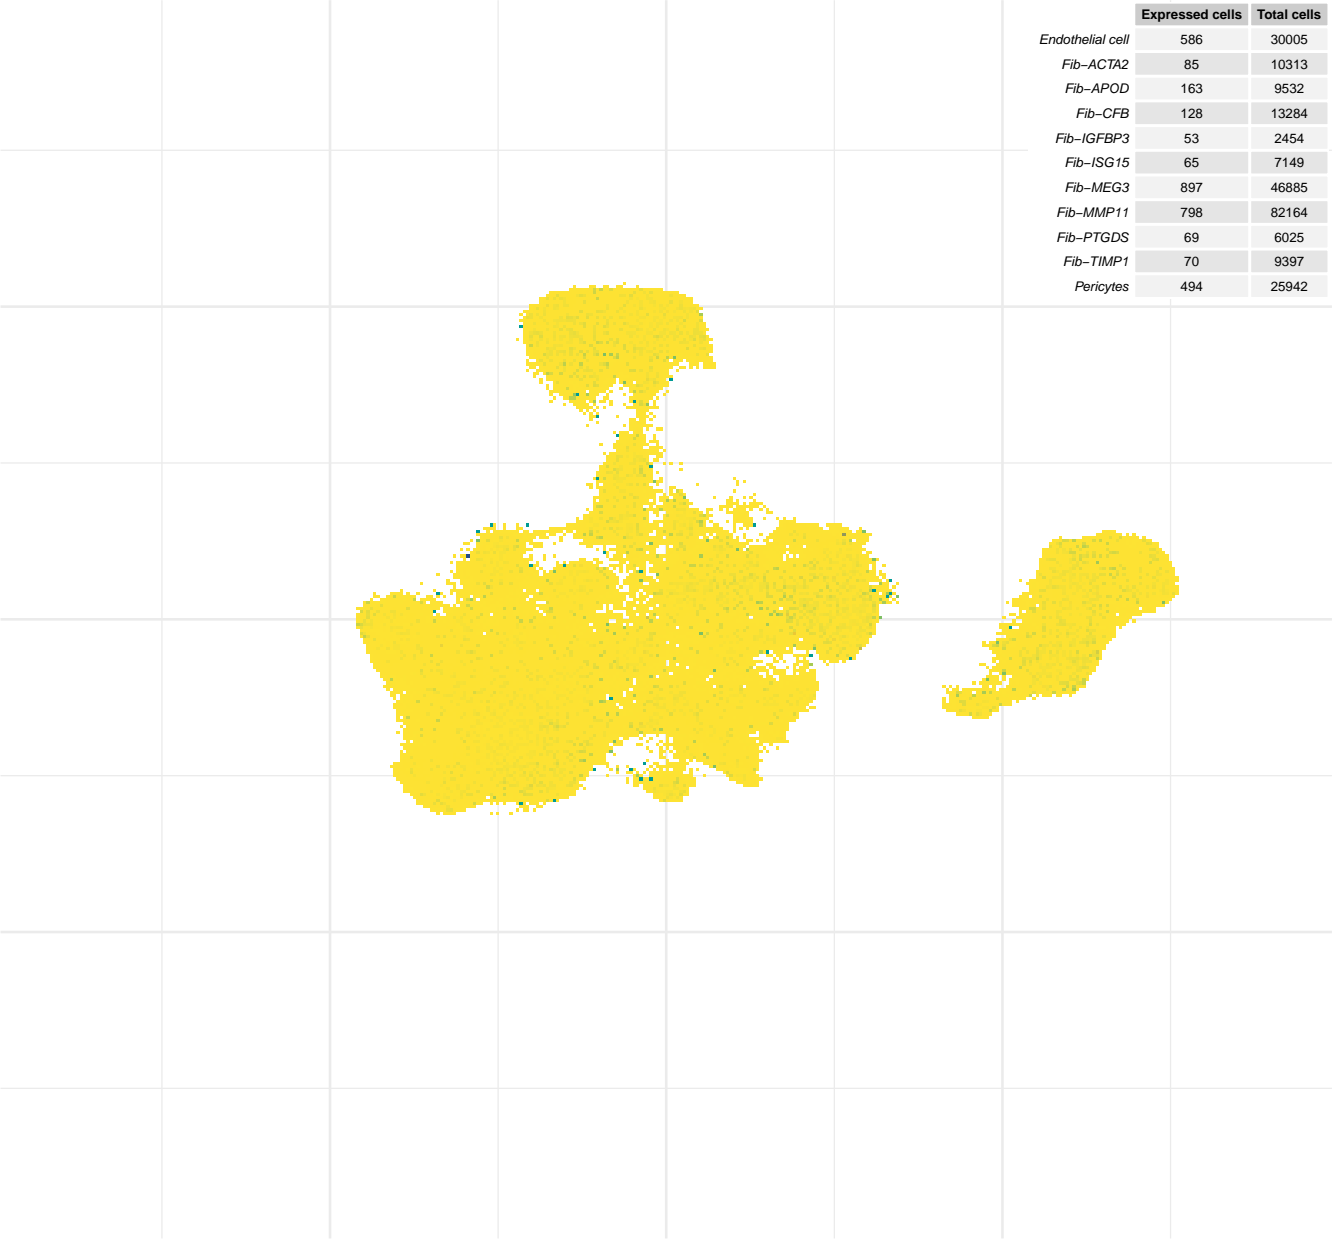 Expressed cells Total cells
Endothelial cell 586 30005
Fib−ACTA2 85 10313
Fib−APOD 163 9532
Fib−CFB 128 13284
Fib−IGFBP3 53 2454
Fib−ISG15 65 7149
Fib−MEG3 897 46885
Fib−MMP11 798 82164
Fib−PTGDS 69 6025
Fib−TIMP1 70 9397
Pericytes 494 25942